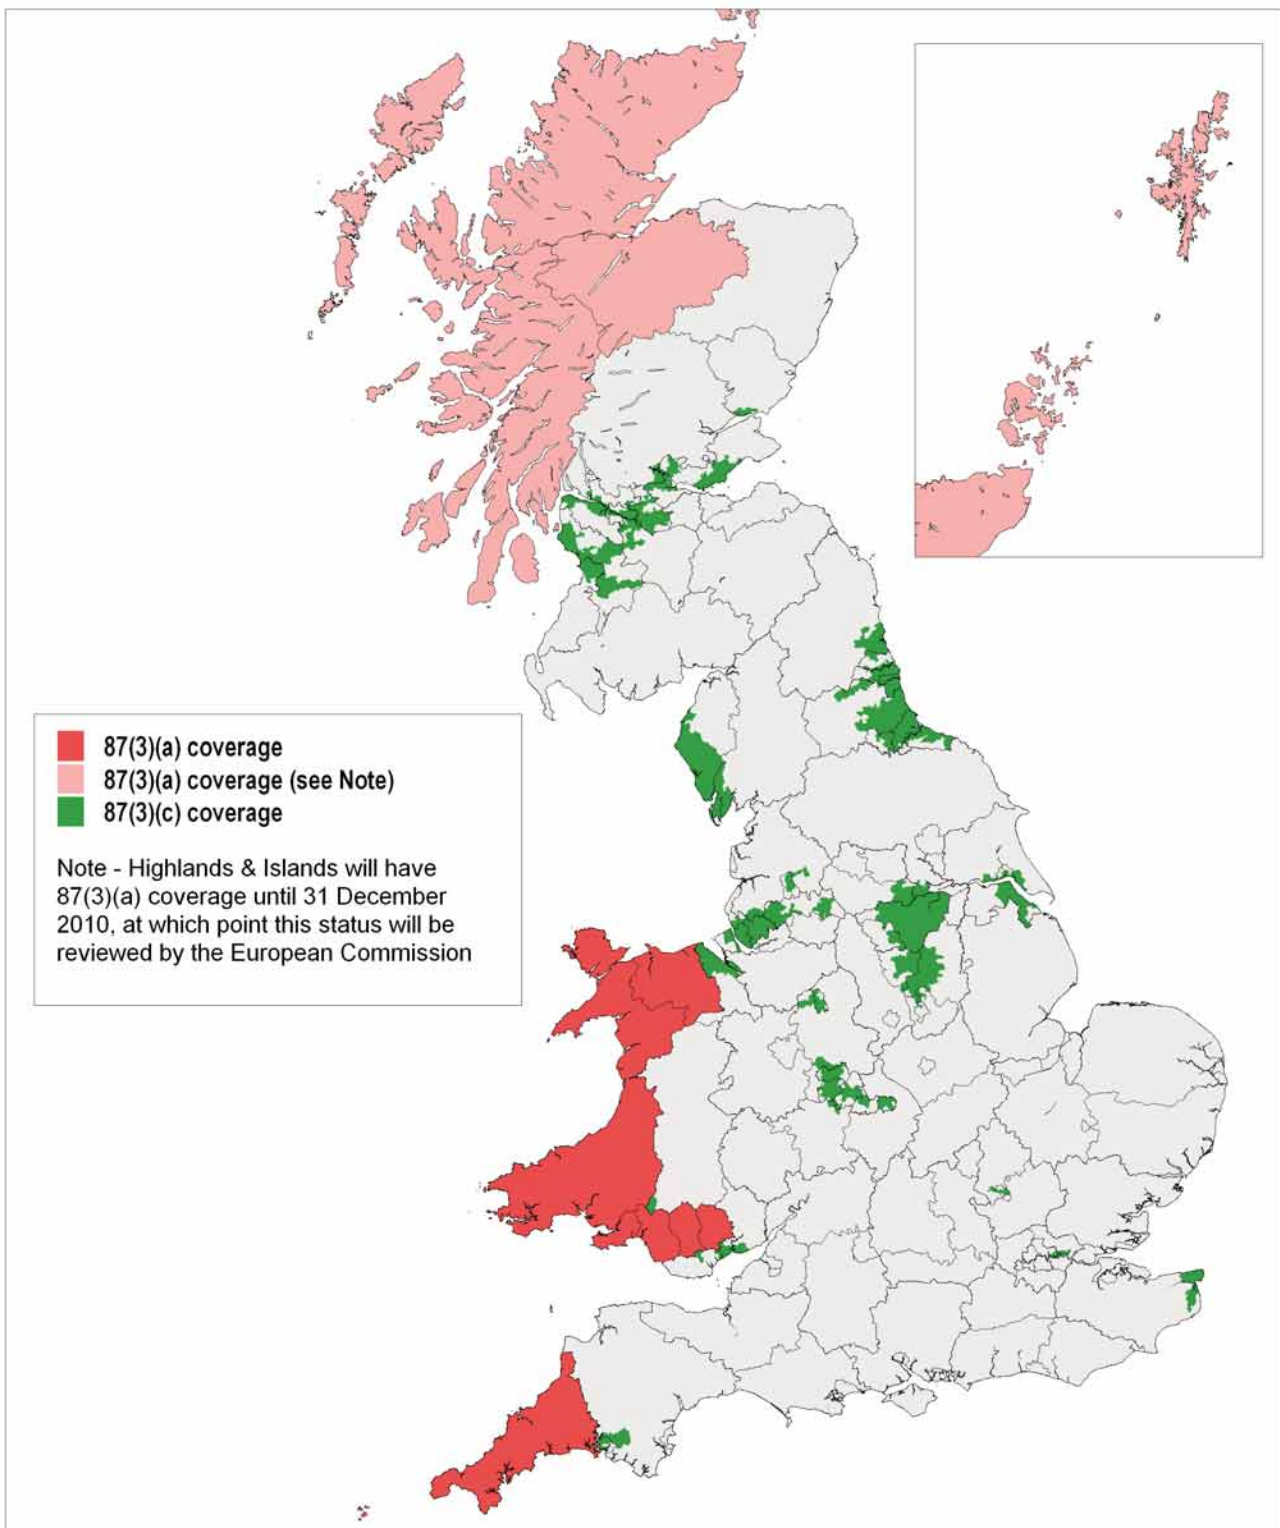 87(3)(a) coverage
87(3)(a) coverage (see Note)
87(3)(c) coverage
Note - Highlands & Islands will have
87(3)(a) coverage until 31 December
2010, at which point this status will be
reviewed by the European Commission